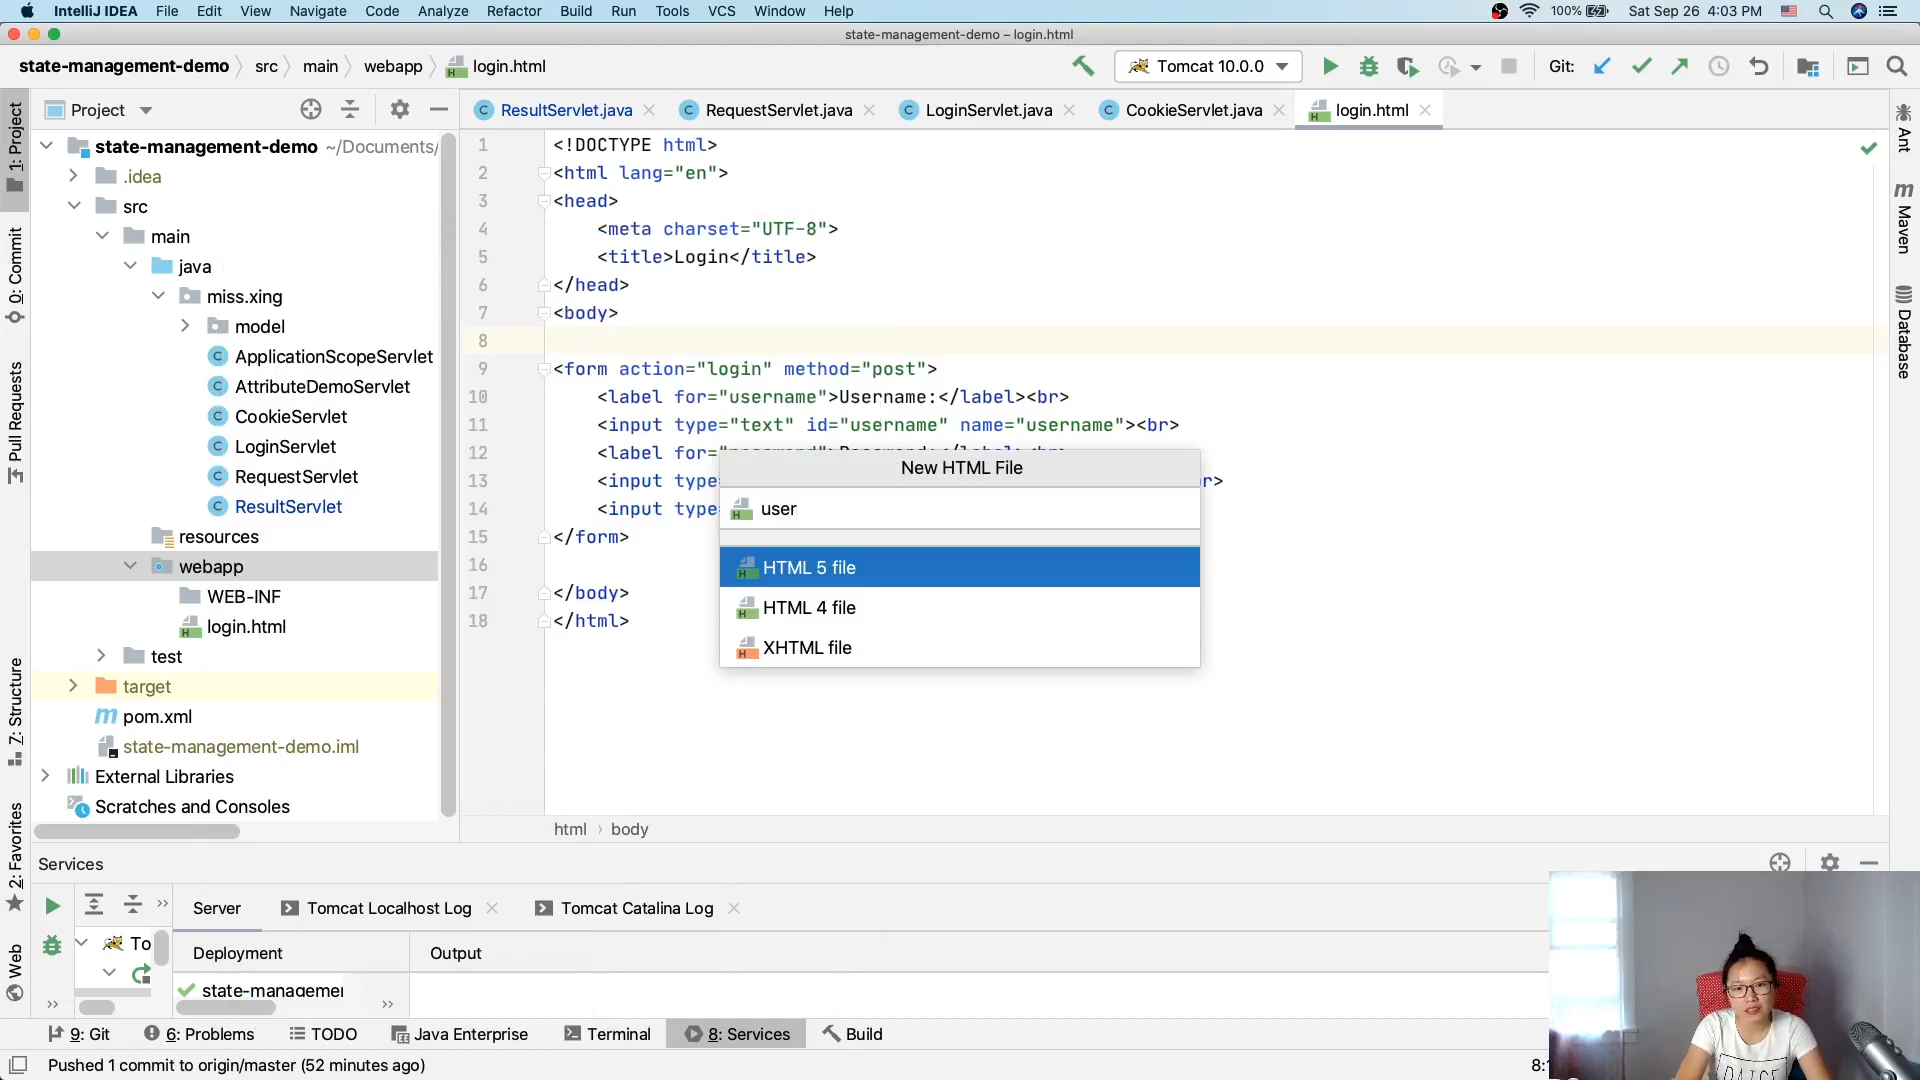 IntelliJ IDEA File Edit View Navigate Code Analyze Refactor Build Run Tools VCS Window Help 100% Sat Sep 26 4:03 PM
state-management-demo – login.html
state-management-demo src main webapp login.html Tomcat 10.0.0 Git:
Project ResultServlet.java RequestServlet.java LoginServlet.java CookieServlet.java login.html
state-management-demo ~/Documents/
.idea
src
main
java
miss.xing
model
ApplicationScopeServlet
AttributeDemoServlet
CookieServlet
LoginServlet
RequestServlet
ResultServlet
resources
webapp
WEB-INF
login.html
test
target
pom.xml
state-management-demo.iml
External Libraries
Scratches and Consoles
1 <!DOCTYPE html>
2 <html lang="en">
3 <head>
4 <meta charset="UTF-8">
5 <title>Login</title>
6 </head>
7 <body>
8
9 <form action="login" method="post">
10 <label for="username">Username:</label><br>
11 <input type="text" id="username" name="username"><br>
12 <label for=
13 <input type r>
14 <input type
15 </form>
16
17 </body>
18 </html>
New HTML File
user
HTML 5 file
HTML 4 file
XHTML file
html › body
1: Project
0: Commit
Pull Requests
7: Structure
2: Favorites
Web
Ant
m Maven
Database
Services
Server Tomcat Localhost Log Tomcat Catalina Log
To Deployment Output
state-managemer
9: Git 6: Problems TODO Java Enterprise Terminal 8: Services Build
Pushed 1 commit to origin/master (52 minutes ago) 8: